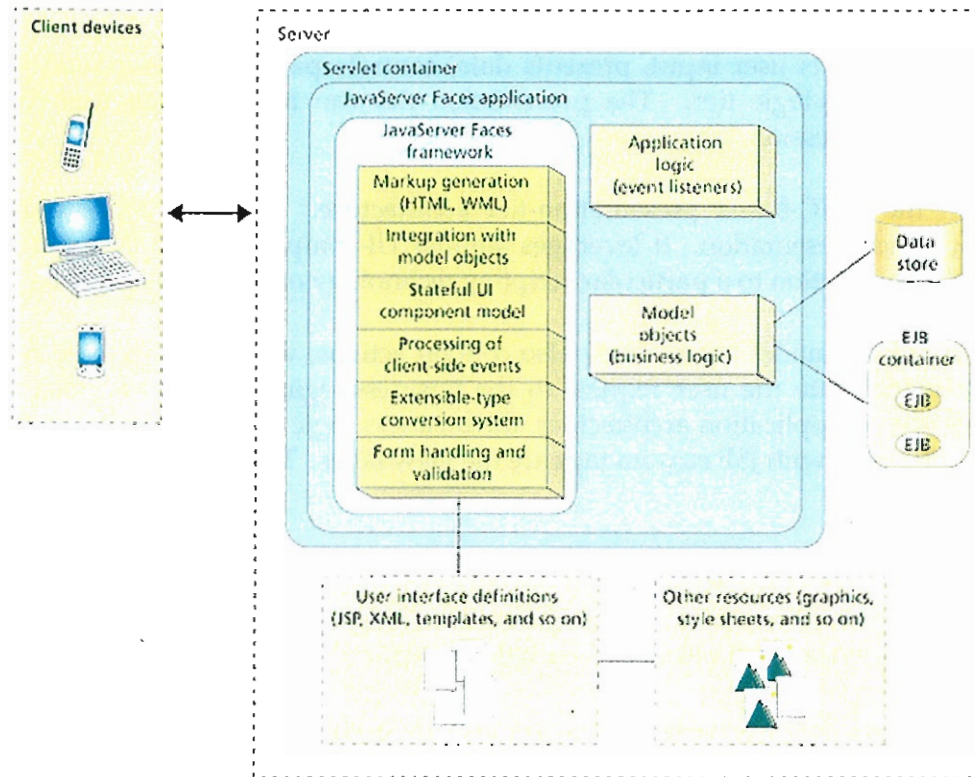 Client devices
Server
Servlet container
JavaServer Faces application
JavaServer Faces
framework
Markup generation
(HTML, WML)
Integration with
model objects
Stateful UI
component model
Processing of
client-side events
Extensible-type
conversion system
Form handling and
validation
Application
logic
(event listeners)
Model
objects
(business logic)
Data
store
EJB
container
EJB
EJB
User interface definitions
(JSP, XML, templates, and so on)
Other resources (graphics,
style sheets, and so on)